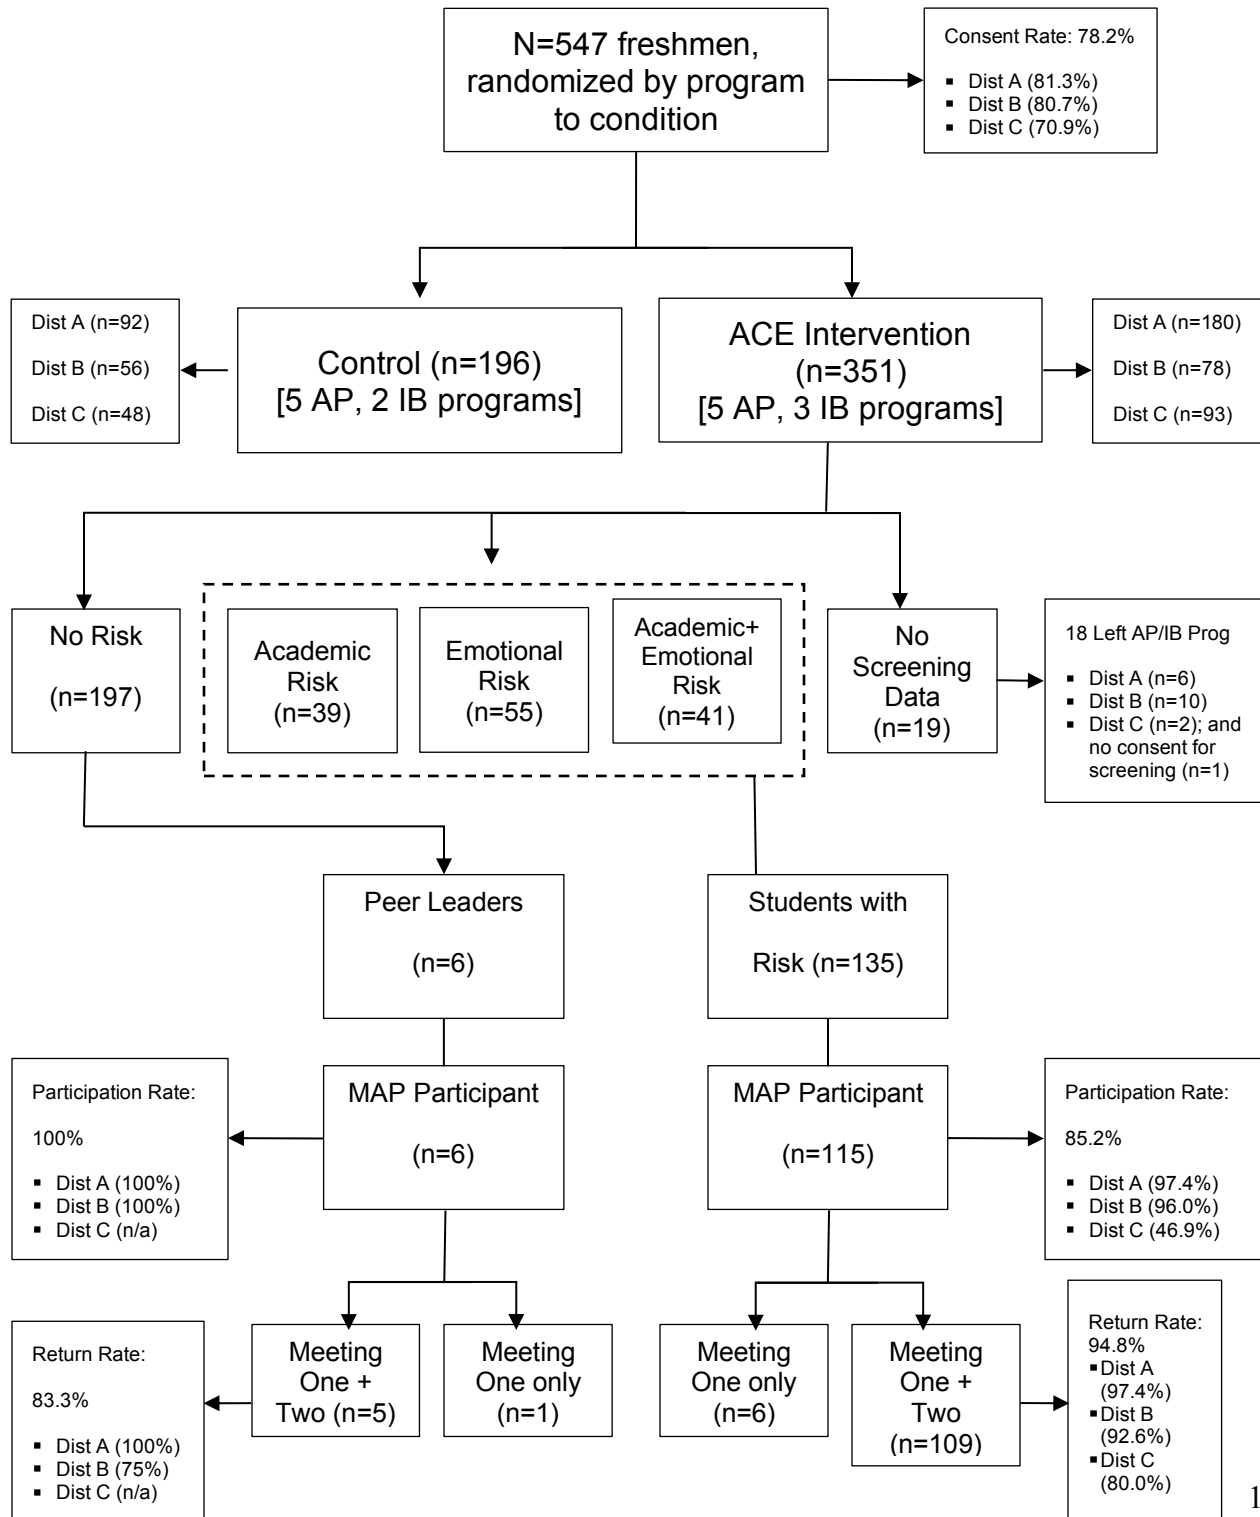 N=547 freshmen,
randomized by program
to condition
Consent Rate: 78.2%
▪ Dist A (81.3%)
▪ Dist B (80.7%)
▪ Dist C (70.9%)
Dist A (n=92)
Dist B (n=56)
Dist C (n=48)
Control (n=196)
[5 AP, 2 IB programs]
ACE Intervention
(n=351)
[5 AP, 3 IB programs]
Dist A (n=180)
Dist B (n=78)
Dist C (n=93)
No Risk
(n=197)
Academic
Risk
(n=39)
Emotional
Risk
(n=55)
Academic+
Emotional
Risk
(n=41)
No
Screening
Data
(n=19)
18 Left AP/IB Prog
▪ Dist A (n=6)
▪ Dist B (n=10)
▪ Dist C (n=2); and
no consent for
screening (n=1)
Peer Leaders
(n=6)
Students with
Risk (n=135)
Participation Rate:
100%
▪ Dist A (100%)
▪ Dist B (100%)
▪ Dist C (n/a)
MAP Participant
(n=6)
MAP Participant
(n=115)
Participation Rate:
85.2%
▪ Dist A (97.4%)
▪ Dist B (96.0%)
▪ Dist C (46.9%)
Return Rate:
83.3%
▪ Dist A (100%)
▪ Dist B (75%)
▪ Dist C (n/a)
Meeting
One +
Two (n=5)
Meeting
One only
(n=1)
Meeting
One only
(n=6)
Meeting
One +
Two
(n=109)
Return Rate:
94.8%
▪Dist A
(97.4%)
▪Dist B
(92.6%)
▪Dist C
(80.0%)
1